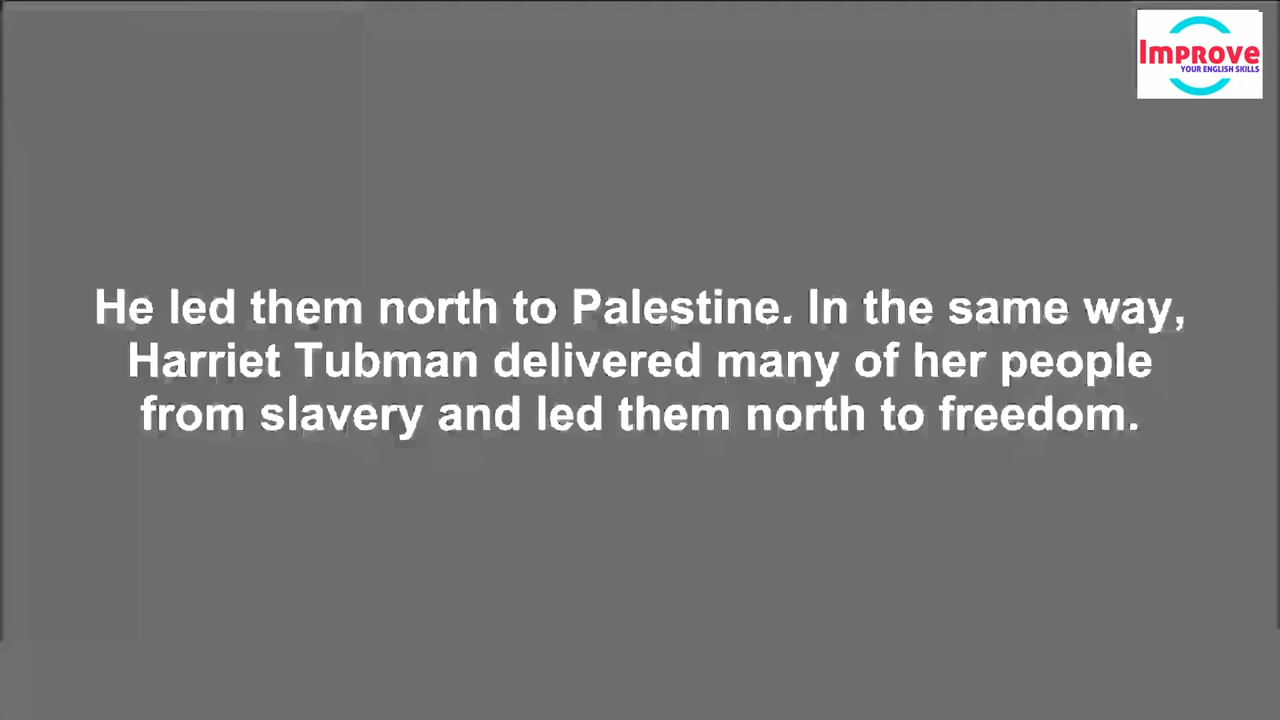 Improve
YOUR ENGLISH SKILLS
He led them north to Palestine. In the same way,
Harriet Tubman delivered many of her people
from slavery and led them north to freedom.